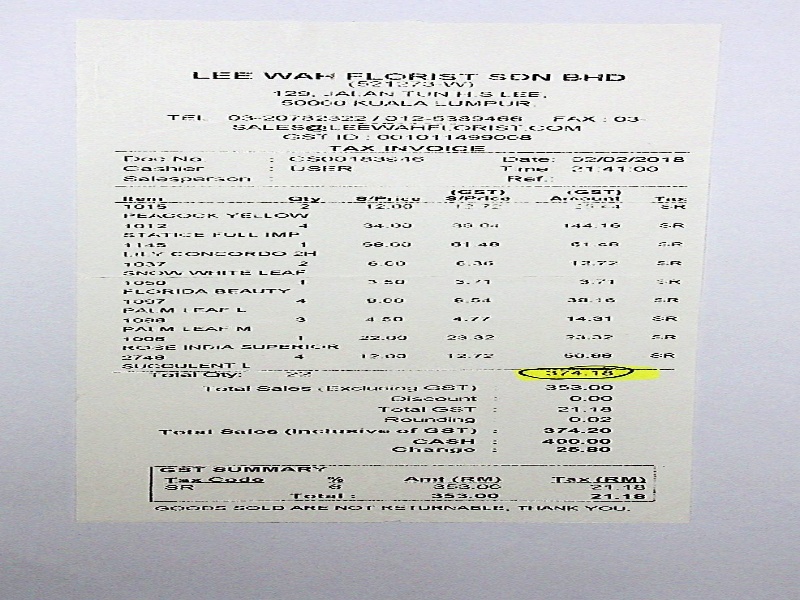 LEE WAH FLORIST SDN BHD
(521273-W)
129, JALAN TUN H.S LEE,
50000 KUALA LUMPUR.
TEL 03-20782322 / 012-5385466 FAX : 03-
SALES@LEEWAHFLORIST.COM
GST ID : 001011499008
TAX INVOICE
Doc No : CS00183946 Date: 02/02/2018
Cashier : USER Time 21:41:00
Salesperson : Ref.:
(GST) (GST)
Item Qty S/Price S/Price Amount Tax
1015 2 12.00 12.72 SR
PEACOCK YELLOW
1012 4 34.00 144.16 SR
STATICE FULL IMP
1145 1 58.00 61.48 61.48 SR
LILY CONCORDO 2H
1037 2 6.00 6.36 12.72 SR
SNOW WHITE LEAF
1050 1 3.50 3.71 3.71 SR
FLORIDA BEAUTY
1097 4 9.00 9.54 38.16 SR
PALM LEAF L
1098 3 4.50 4.77 14.31 SR
PALM LEAF M
1 22.00 23.32 23.32 SR
ROSE INDIA SUPERIOR
2748 4 12.00 12.72 50.88 SR
SUCCULENT L
Total Qty: 22 374.18
Total Sales (Excluding GST) 353.00
Discount : 0.00
Total GST : 21.18
Rounding 0.02
Total Sales (Inclusive of GST) : 374.20
CASH : 400.00
Change : 25.80
GST SUMMARY
Tax Code % Amt (RM) Tax (RM)
SR 6 353.00 21.18
Total : 353.00 21.18
GOODS SOLD ARE NOT RETURNABLE, THANK YOU.